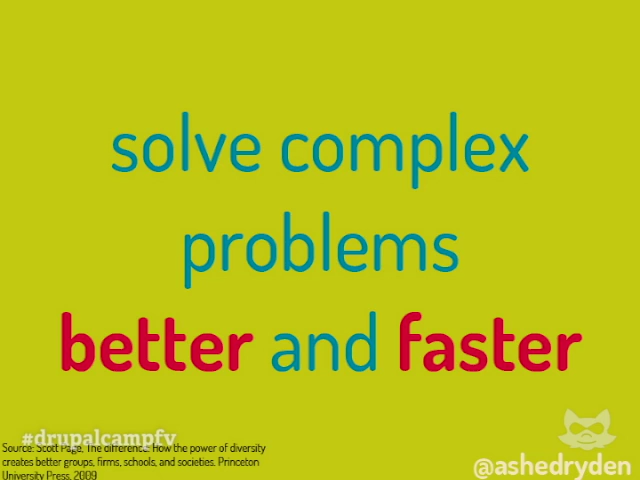 solve complex
problems
better and faster
#drupalcampfv
Source: Scott Page, The difference: How the power of diversity
creates better groups, firms, schools, and societies. Princeton
University Press, 2009
@ashedryden